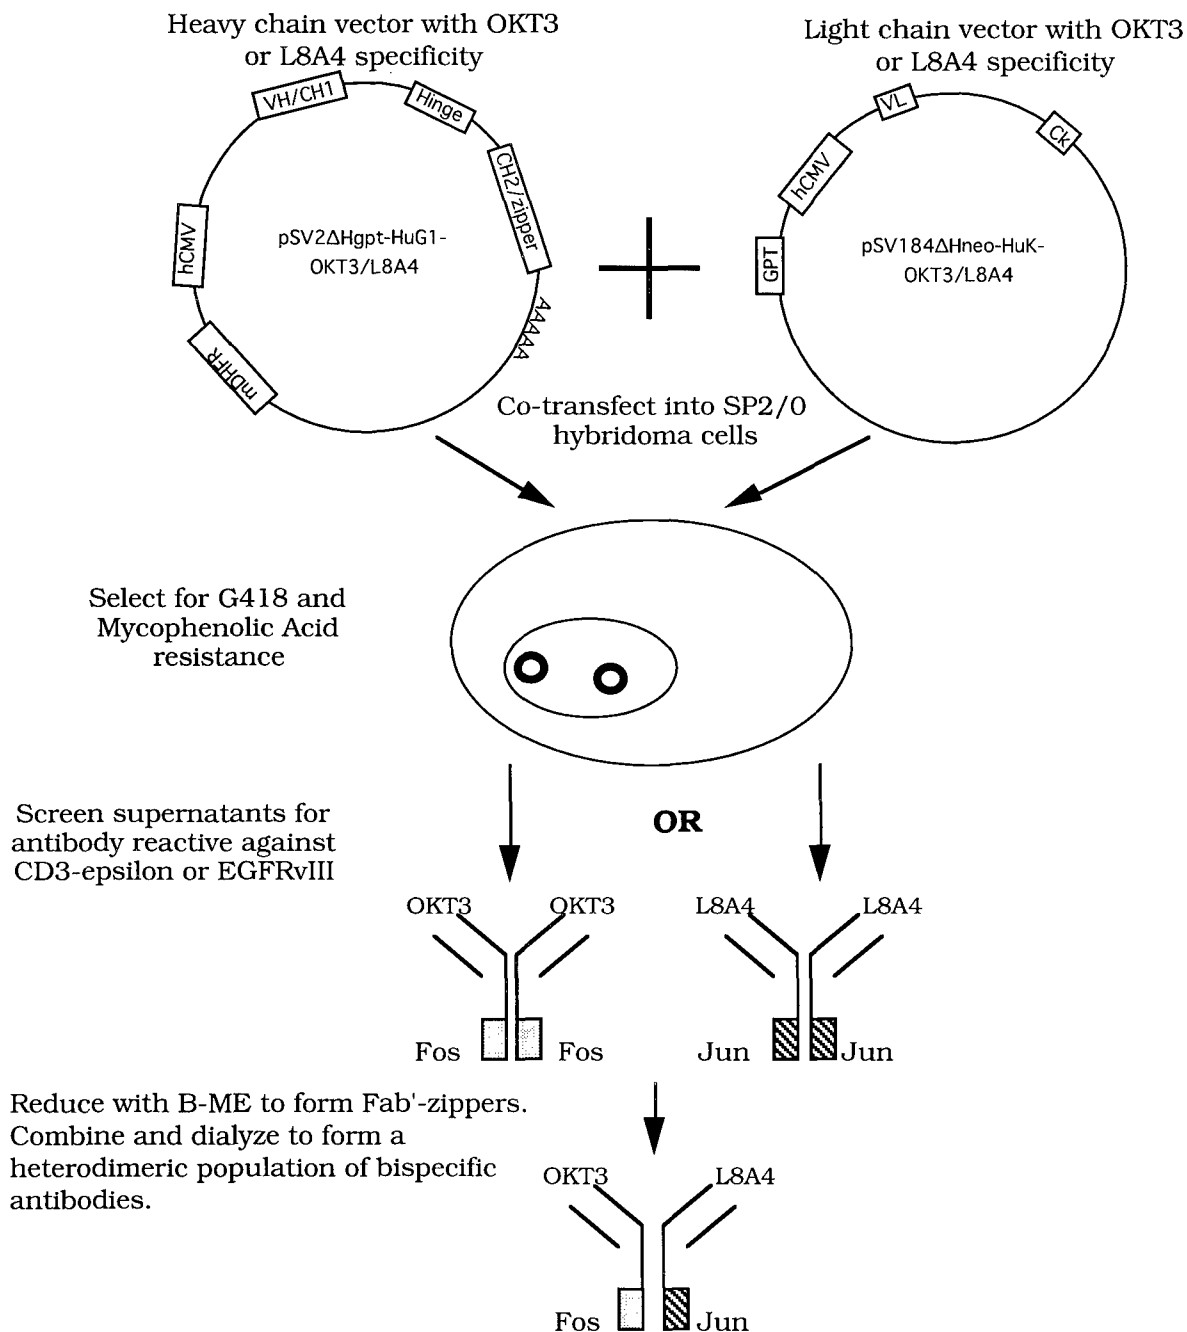 Heavy chain vector with OKT3
or L8A4 specificity
Light chain vector with OKT3
or L8A4 specificity
VH/CH1
Hinge
CH2/zipper
AAAAA
hCMV
mDHFR
pSV2ΔHgpt-HuG1-
OKT3/L8A4
VL
Ck
hCMV
GPT
pSV184ΔHneo-HuK-
OKT3/L8A4
Co-transfect into SP2/0
hybridoma cells
Select for G418 and
Mycophenolic Acid
resistance
Screen supernatants for
antibody reactive against
CD3-epsilon or EGFRvIII
OR
OKT3 OKT3
L8A4 L8A4
Fos Fos
Jun Jun
Reduce with B-ME to form Fab'-zippers.
Combine and dialyze to form a
heterodimeric population of bispecific
antibodies.
OKT3 L8A4
Fos Jun